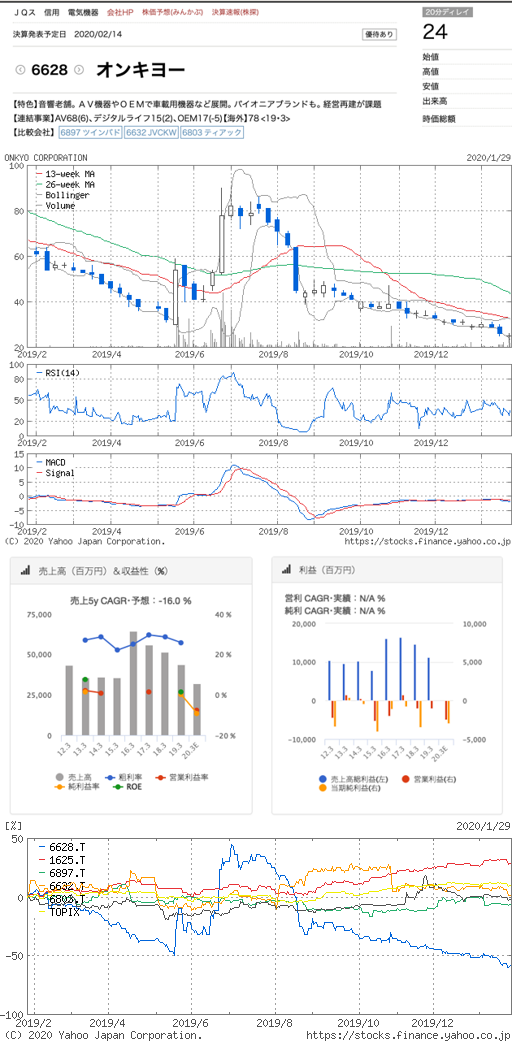 ＪＱス 信用 電気機器 会社HP 株価予想(みんかぶ) 決算速報(株探)
20分ディレイ
決算発表予定日 2020/02/14
優待あり
24
6628
オンキヨー
始値
高値
安値
出来高
時価総額
【特色】音響老舗。ＡＶ機器やＯＥＭで車載用機器など展開。パイオニアブランドも。経営再建が課題
【連結事業】AV68(6)、デジタルライフ15(2)、OEM17(-5)【海外】78 <19・3>
【比較会社】 6897 ツインバド 6632 JVCKW 6803 ティアック
ONKYO CORPORATION
2020/1/29
100
80
60
40
20
13-week MA
26-week MA
Bollinger
Volume
2019/2 2019/4 2019/6 2019/8 2019/10 2019/12
100
80
50
20
0
RSI(14)
2019/2 2019/4 2019/6 2019/8 2019/10 2019/12
15
10
5
0
-5
-10
MACD
Signal
2019/2 2019/4 2019/6 2019/8 2019/10 2019/12
(C) 2020 Yahoo Japan Corporation.
https://stocks.finance.yahoo.co.jp
売上高（百万円）＆収益性（%）
売上5y CAGR・予想：-16.0 %
75,000
50,000
25,000
0
40 %
20 %
0 %
-20 %
12.3 13.3 14.3 15.3 16.3 17.3 18.3 19.3 20.3E
売上高 粗利率 営業利益率
純利益率 ROE
利益（百万円）
営利 CAGR・実績：N/A %
純利 CAGR・実績：N/A %
20,000
10,000
0
-10,000
10,000
5,000
0
-5,000
12.3 13.3 14.3 15.3 16.3 17.3 18.3 19.3 20.3E
売上高総利益(左) 営業利益(右)
当期純利益(右)
[%]
2020/1/29
50
0
-50
-100
6628.T
1625.T
6897.T
6632.T
6803.T
TOPIX
2019/2 2019/4 2019/6 2019/8 2019/10 2019/12
(C) 2020 Yahoo Japan Corporation.
https://stocks.finance.yahoo.co.jp